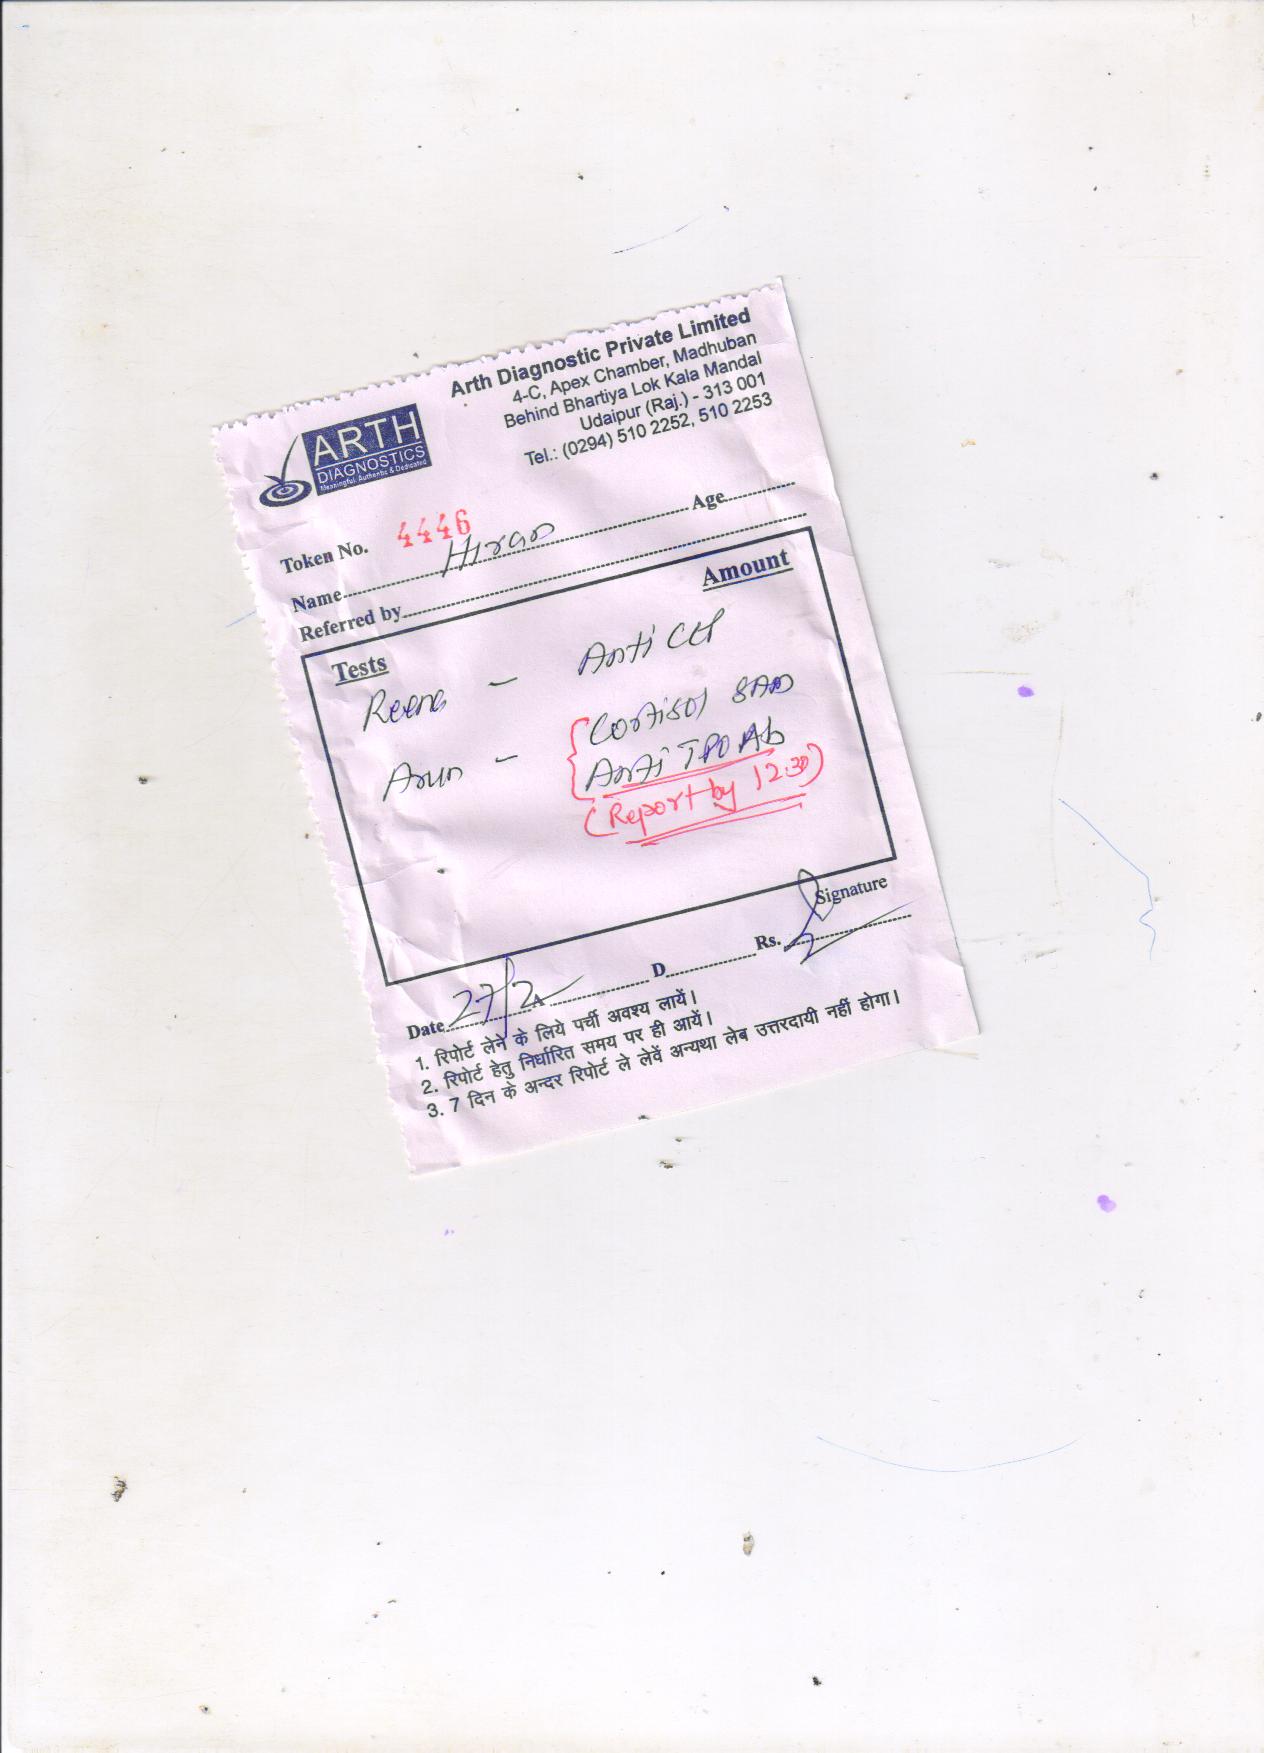 Arth Diagnostic Private Limited
4-C, Apex Chamber, Madhuban
Behind Bhartiya Lok Kala Mandal
Udaipur (Raj.) - 313 001
Tel.: (0294) 510 2252, 510 2253
ARTH
DIAGNOSTICS
Meaningful, Authentic & Dedicated
Token No. 4446
Name Hiran Age
Referred by
Tests Amount
Reena - Anti CCP
Arun - Cortisol 8AM
Anti TPO Ab
(Report by 12.30)
Signature
Date 27/2 A D Rs.
1. रिपोर्ट लेने के लिये पर्ची अवश्य लायें।
2. रिपोर्ट हेतु निर्धारित समय पर ही आयें।
3. 7 दिन के अन्दर रिपोर्ट ले लेवें अन्यथा लेब उत्तरदायी नहीं होगा।